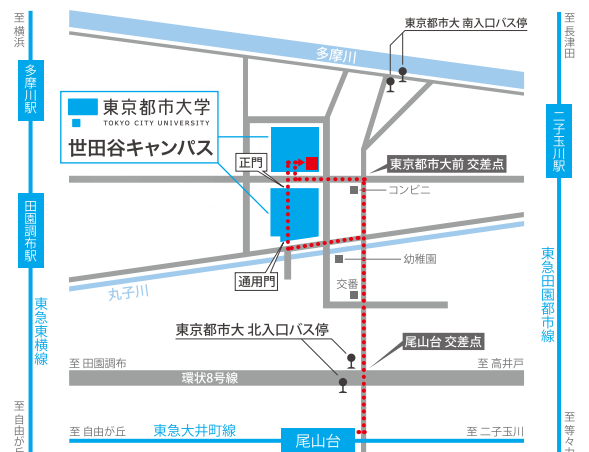 至 横浜
多摩川駅
田園調布駅
東急東横線
至 自由が丘
東京都市大学
TOKYO CITY UNIVERSITY
世田谷キャンパス
多摩川
東京都市大 南入口バス停
正門
東京都市大前 交差点
コンビニ
幼稚園
交番
通用門
丸子川
東京都市大 北入口バス停
尾山台 交差点
至 田園調布
至 高井戸
環状8号線
至 自由が丘
東急大井町線
尾山台
至 二子玉川
至 長津田
二子玉川駅
東急田園都市線
至 等々力